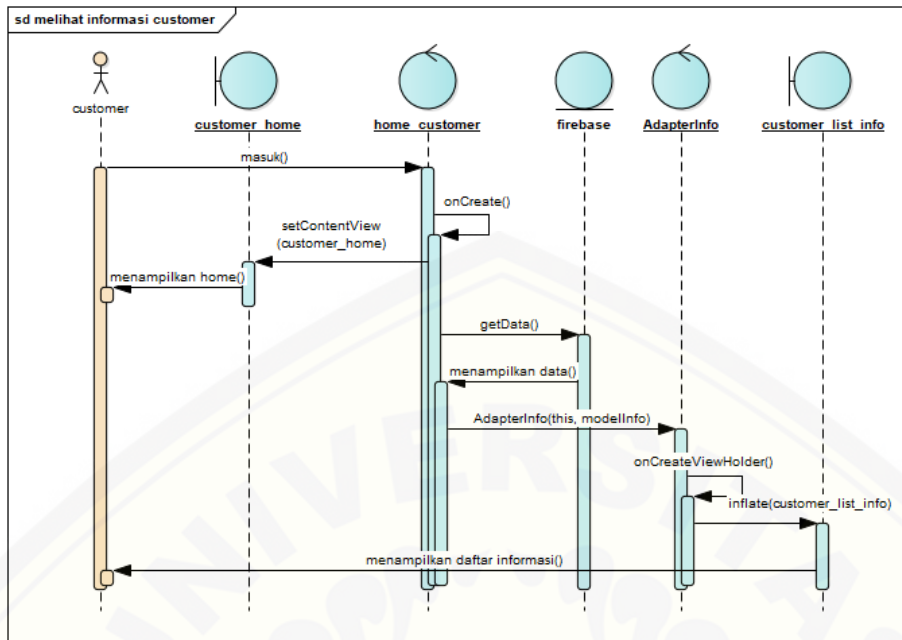 sd melihat informasi customer
customer
customer_home
home_customer
firebase
AdapterInfo
customer_list_info
masuk()
onCreate()
setContentView
(customer_home)
menampilkan home()
getData()
menampilkan data()
AdapterInfo(this, modelInfo)
onCreateViewHolder()
inflate(customer_list_info)
menampilkan daftar informasi()
UNIVERSITA